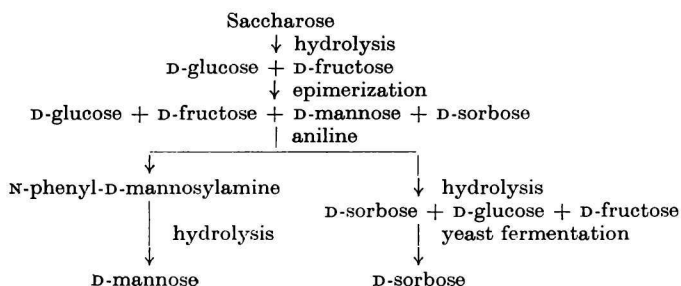 Saccharose
hydrolysis
D-glucose + D-fructose
epimerization
D-glucose + D-fructose + D-mannose + D-sorbose
aniline
N-phenyl-D-mannosylamine
hydrolysis
D-sorbose + D-glucose + D-fructose
hydrolysis
yeast fermentation
D-mannose
D-sorbose